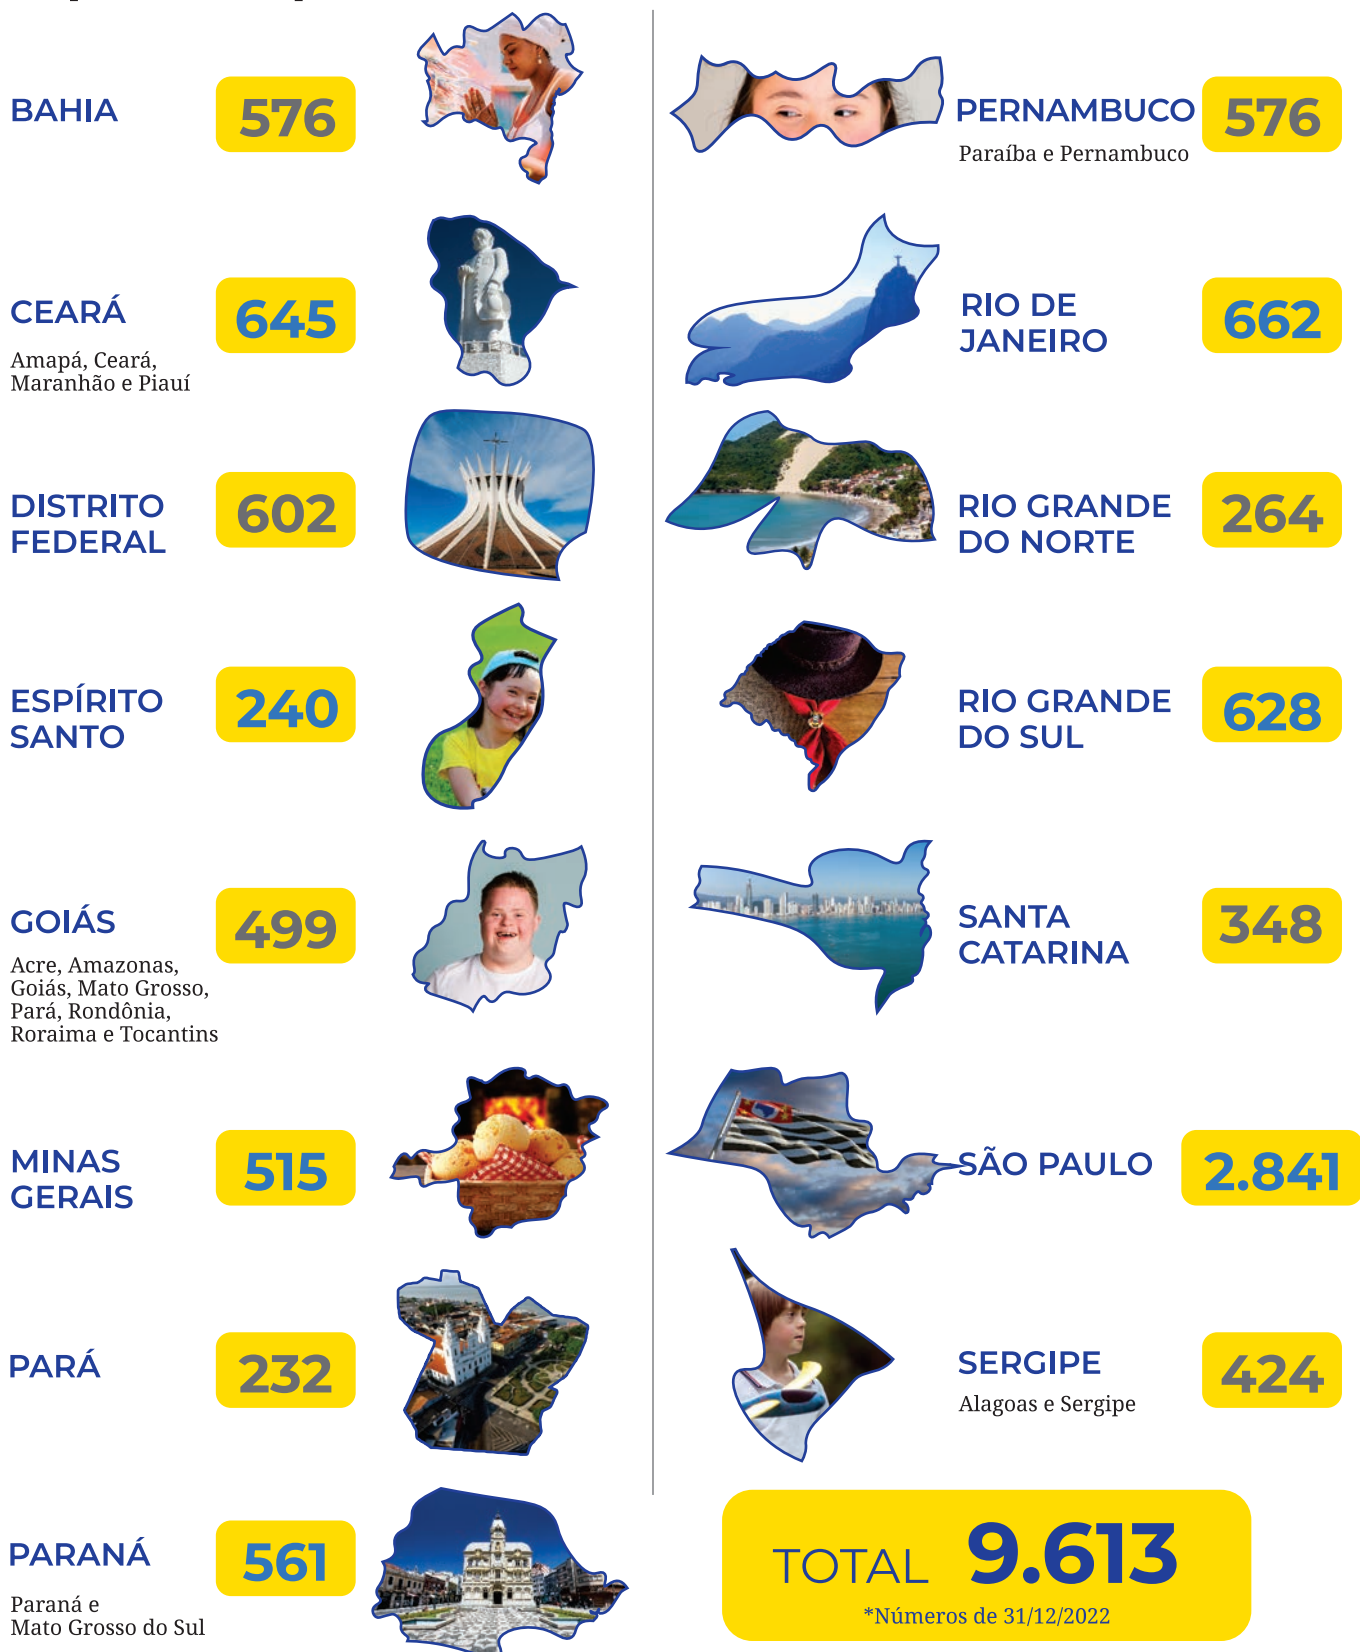 BAHIA
576
CEARÁ
645
Amapá, Ceará,
Maranhão e Piauí
DISTRITO
FEDERAL
602
ESPÍRITO
SANTO
240
GOIÁS
499
Acre, Amazonas,
Goiás, Mato Grosso,
Pará, Rondônia,
Roraima e Tocantins
MINAS
GERAIS
515
PARÁ
232
PARANÁ
561
Paraná e
Mato Grosso do Sul
PERNAMBUCO
576
Paraíba e Pernambuco
RIO DE
JANEIRO
662
RIO GRANDE
DO NORTE
264
RIO GRANDE
DO SUL
628
SANTA
CATARINA
348
SÃO PAULO
2.841
SERGIPE
424
Alagoas e Sergipe
TOTAL 9.613
*Números de 31/12/2022